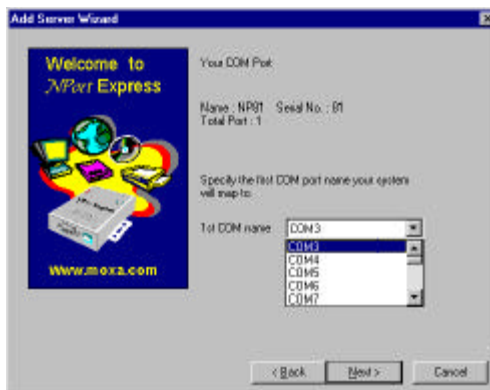 Add Server Wizard
Welcome to
NPort Express
www.moxa.com
Your COM Port
Name : NP81 Serial No. : 81
Total Port : 1
Specify the first COM port name your system
will map to:
1st COM name
COM3
COM3
COM4
COM5
COM6
COM7
< Back
Next >
Cancel